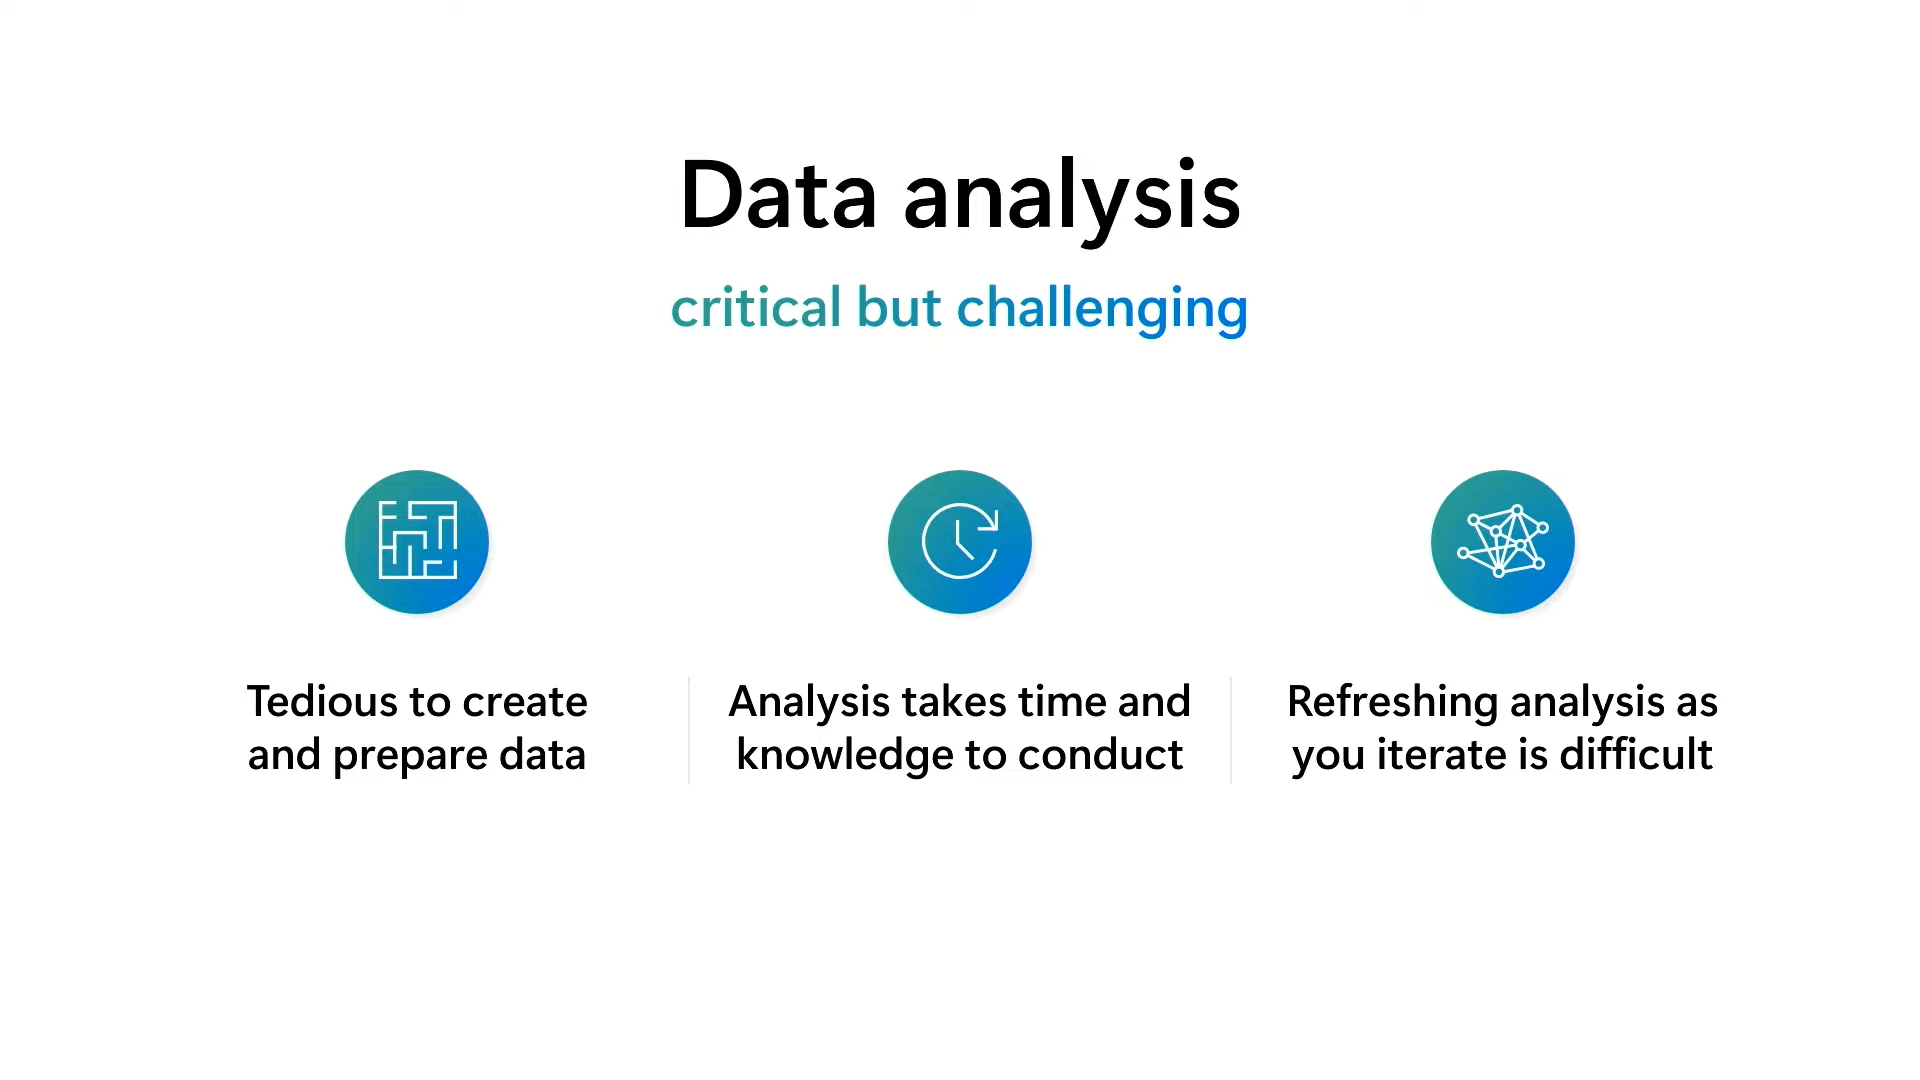 Data analysis
critical but challenging
Tedious to create
and prepare data
Analysis takes time and
knowledge to conduct
Refreshing analysis as
you iterate is difficult